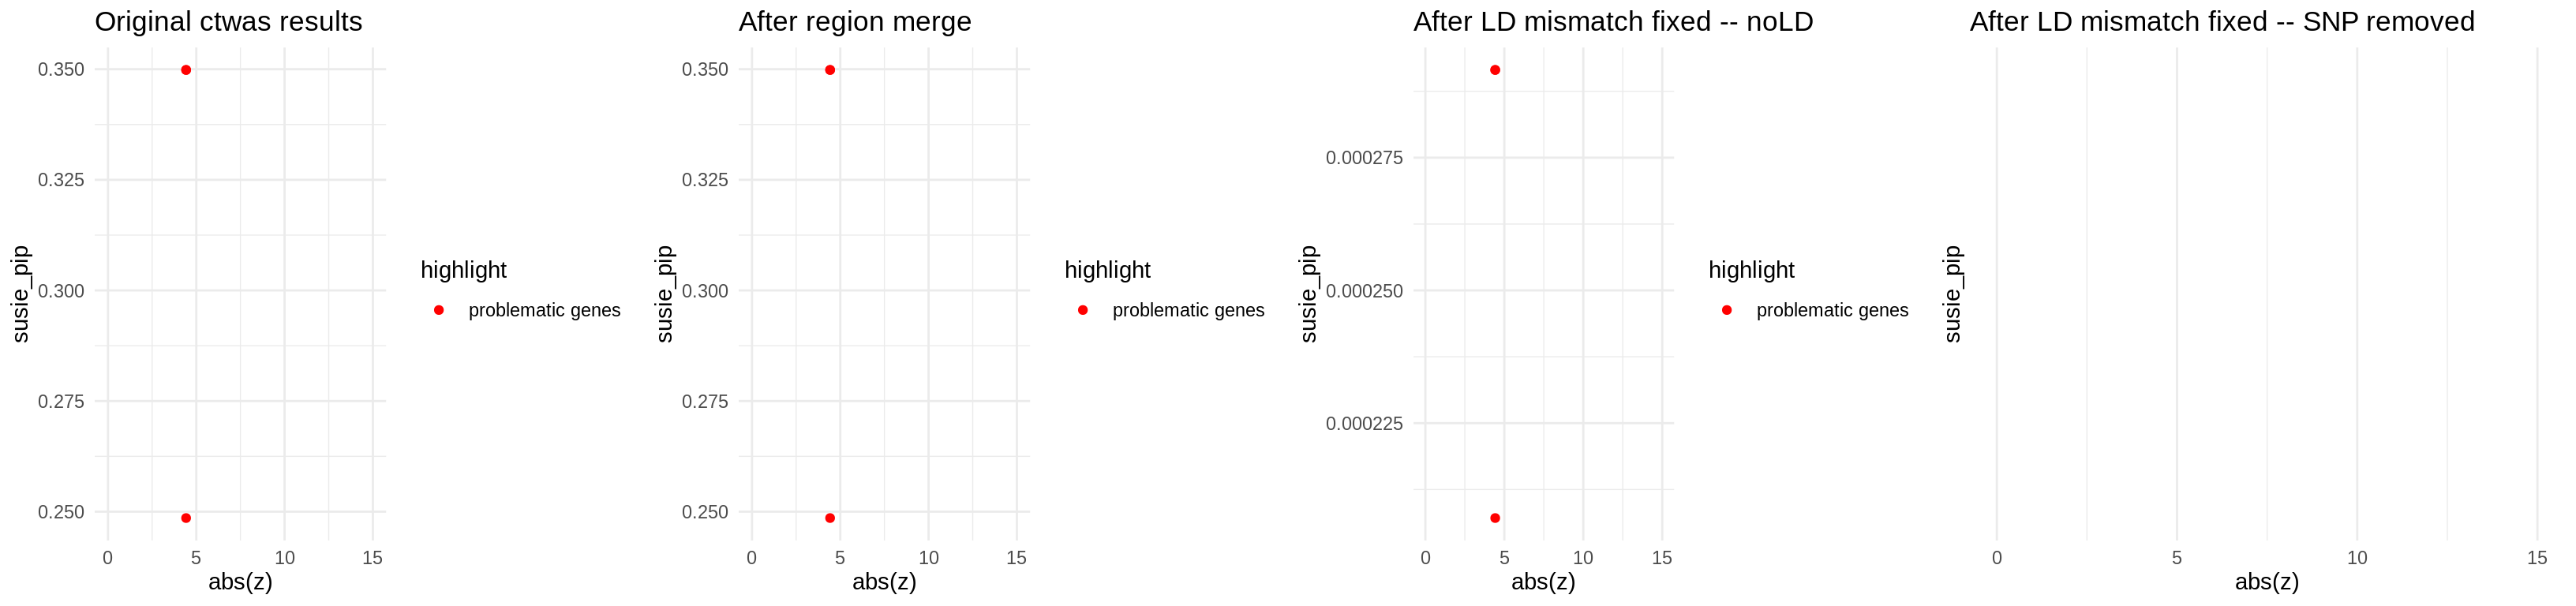 Original ctwas results
0.350
0.325
0.300
0.275
0.250
susie_pip
0 5 10 15
abs(z)
highlight
problematic genes
After region merge
0.350
0.325
0.300
0.275
0.250
susie_pip
0 5 10 15
abs(z)
highlight
problematic genes
After LD mismatch fixed -- noLD
0.000275
0.000250
0.000225
susie_pip
0 5 10 15
abs(z)
highlight
problematic genes
After LD mismatch fixed -- SNP removed
susie_pip
0 5 10 15
abs(z)